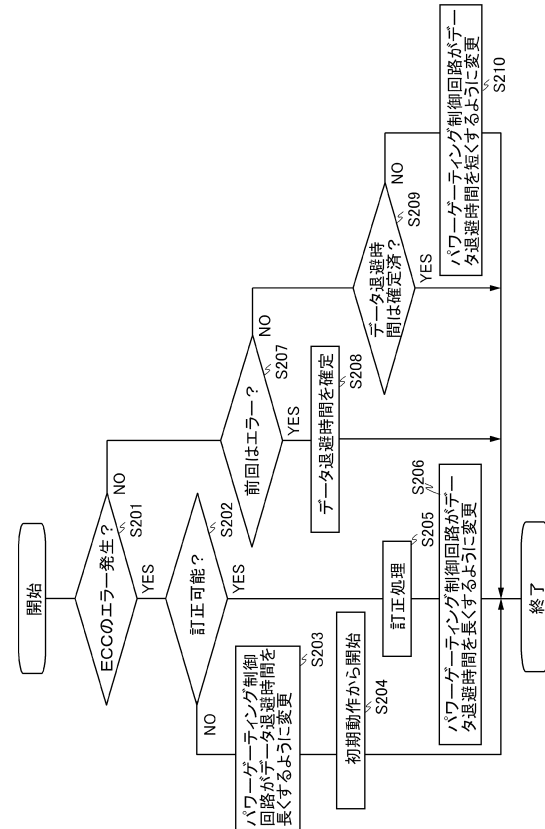 開始
ECCのエラー発生？
S201
YES
NO
訂正可能？
S202
NO
YES
パワーゲーティング制御
回路がデータ退避時間を
長くするように変更
S203
初期動作から開始
S204
訂正処理
S205
パワーゲーティング制御回路がデー
タ退避時間を長くするように変更
S206
前回はエラー？
S207
NO
YES
データ退避時間を確定
S208
データ退避時
間は確定済？
S209
NO
YES
パワーゲーティング制御回路がデー
タ退避時間を短くするように変更
S210
終了